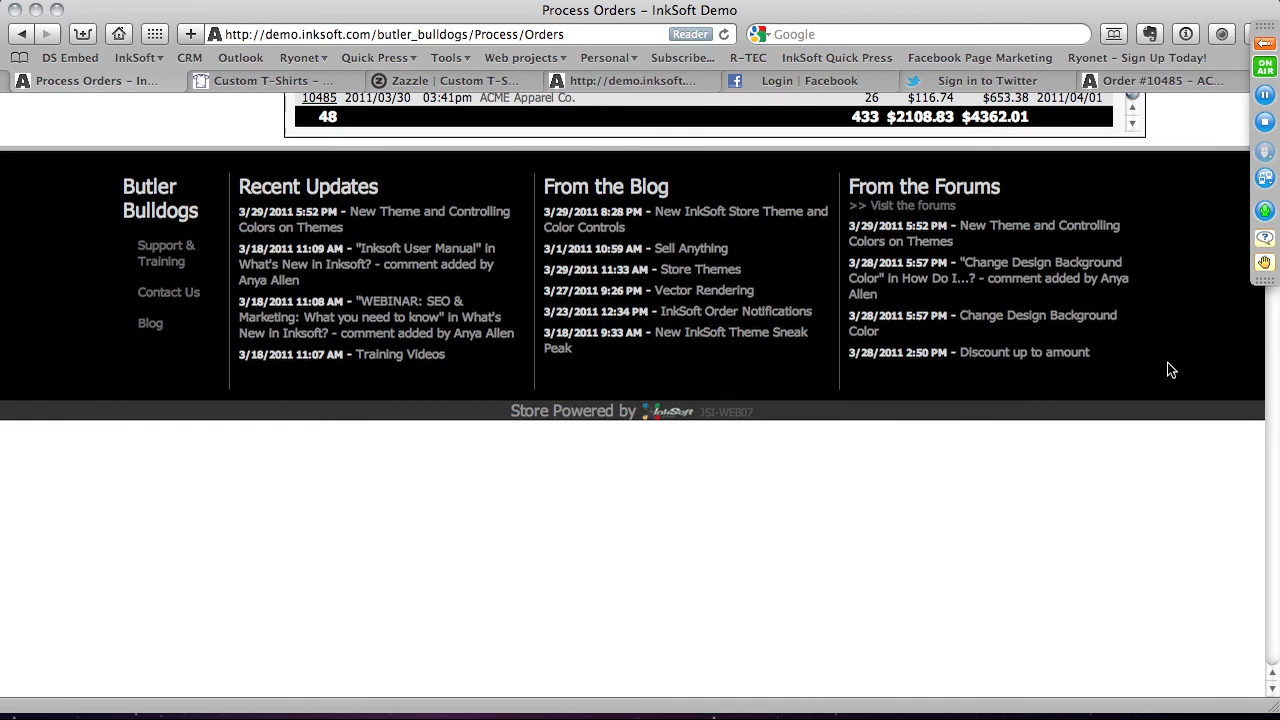 Process Orders – InkSoft Demo
http://demo.inksoft.com/butler_bulldogs/Process/Orders Reader Google
DS Embed InkSoft CRM Outlook Ryonet Quick Press Tools Web projects Personal Subscribe... R-TEC InkSoft Quick Press Facebook Page Marketing Ryonet – Sign Up Today!
Process Orders – In... Custom T-Shirts – ... Zazzle | Custom T-S... http://demo.inksoft.... Login | Facebook Sign in to Twitter Order #10485 – AC...
ON AIR
10485 2011/03/30 03:41pm ACME Apparel Co. 26 $116.74 $653.38 2011/04/01
48 433 $2108.83 $4362.01
Butler
Bulldogs
Support &
Training
Contact Us
Blog
Recent Updates
3/29/2011 5:52 PM - New Theme and Controlling
Colors on Themes
3/18/2011 11:09 AM - "Inksoft User Manual" in
What's New in Inksoft? - comment added by
Anya Allen
3/18/2011 11:08 AM - "WEBINAR: SEO &
Marketing: What you need to know" in What's
New in Inksoft? - comment added by Anya Allen
3/18/2011 11:07 AM - Training Videos
From the Blog
3/29/2011 8:28 PM - New InkSoft Store Theme and
Color Controls
3/1/2011 10:59 AM - Sell Anything
3/29/2011 11:33 AM - Store Themes
3/27/2011 9:26 PM - Vector Rendering
3/23/2011 12:34 PM - InkSoft Order Notifications
3/18/2011 9:33 AM - New InkSoft Theme Sneak
Peak
From the Forums
>> Visit the forums
3/29/2011 5:52 PM - New Theme and Controlling
Colors on Themes
3/28/2011 5:57 PM - "Change Design Background
Color" in How Do I...? - comment added by Anya
Allen
3/28/2011 5:57 PM - Change Design Background
Color
3/28/2011 2:50 PM - Discount up to amount
Store Powered by InkSoft JSI-WEB07